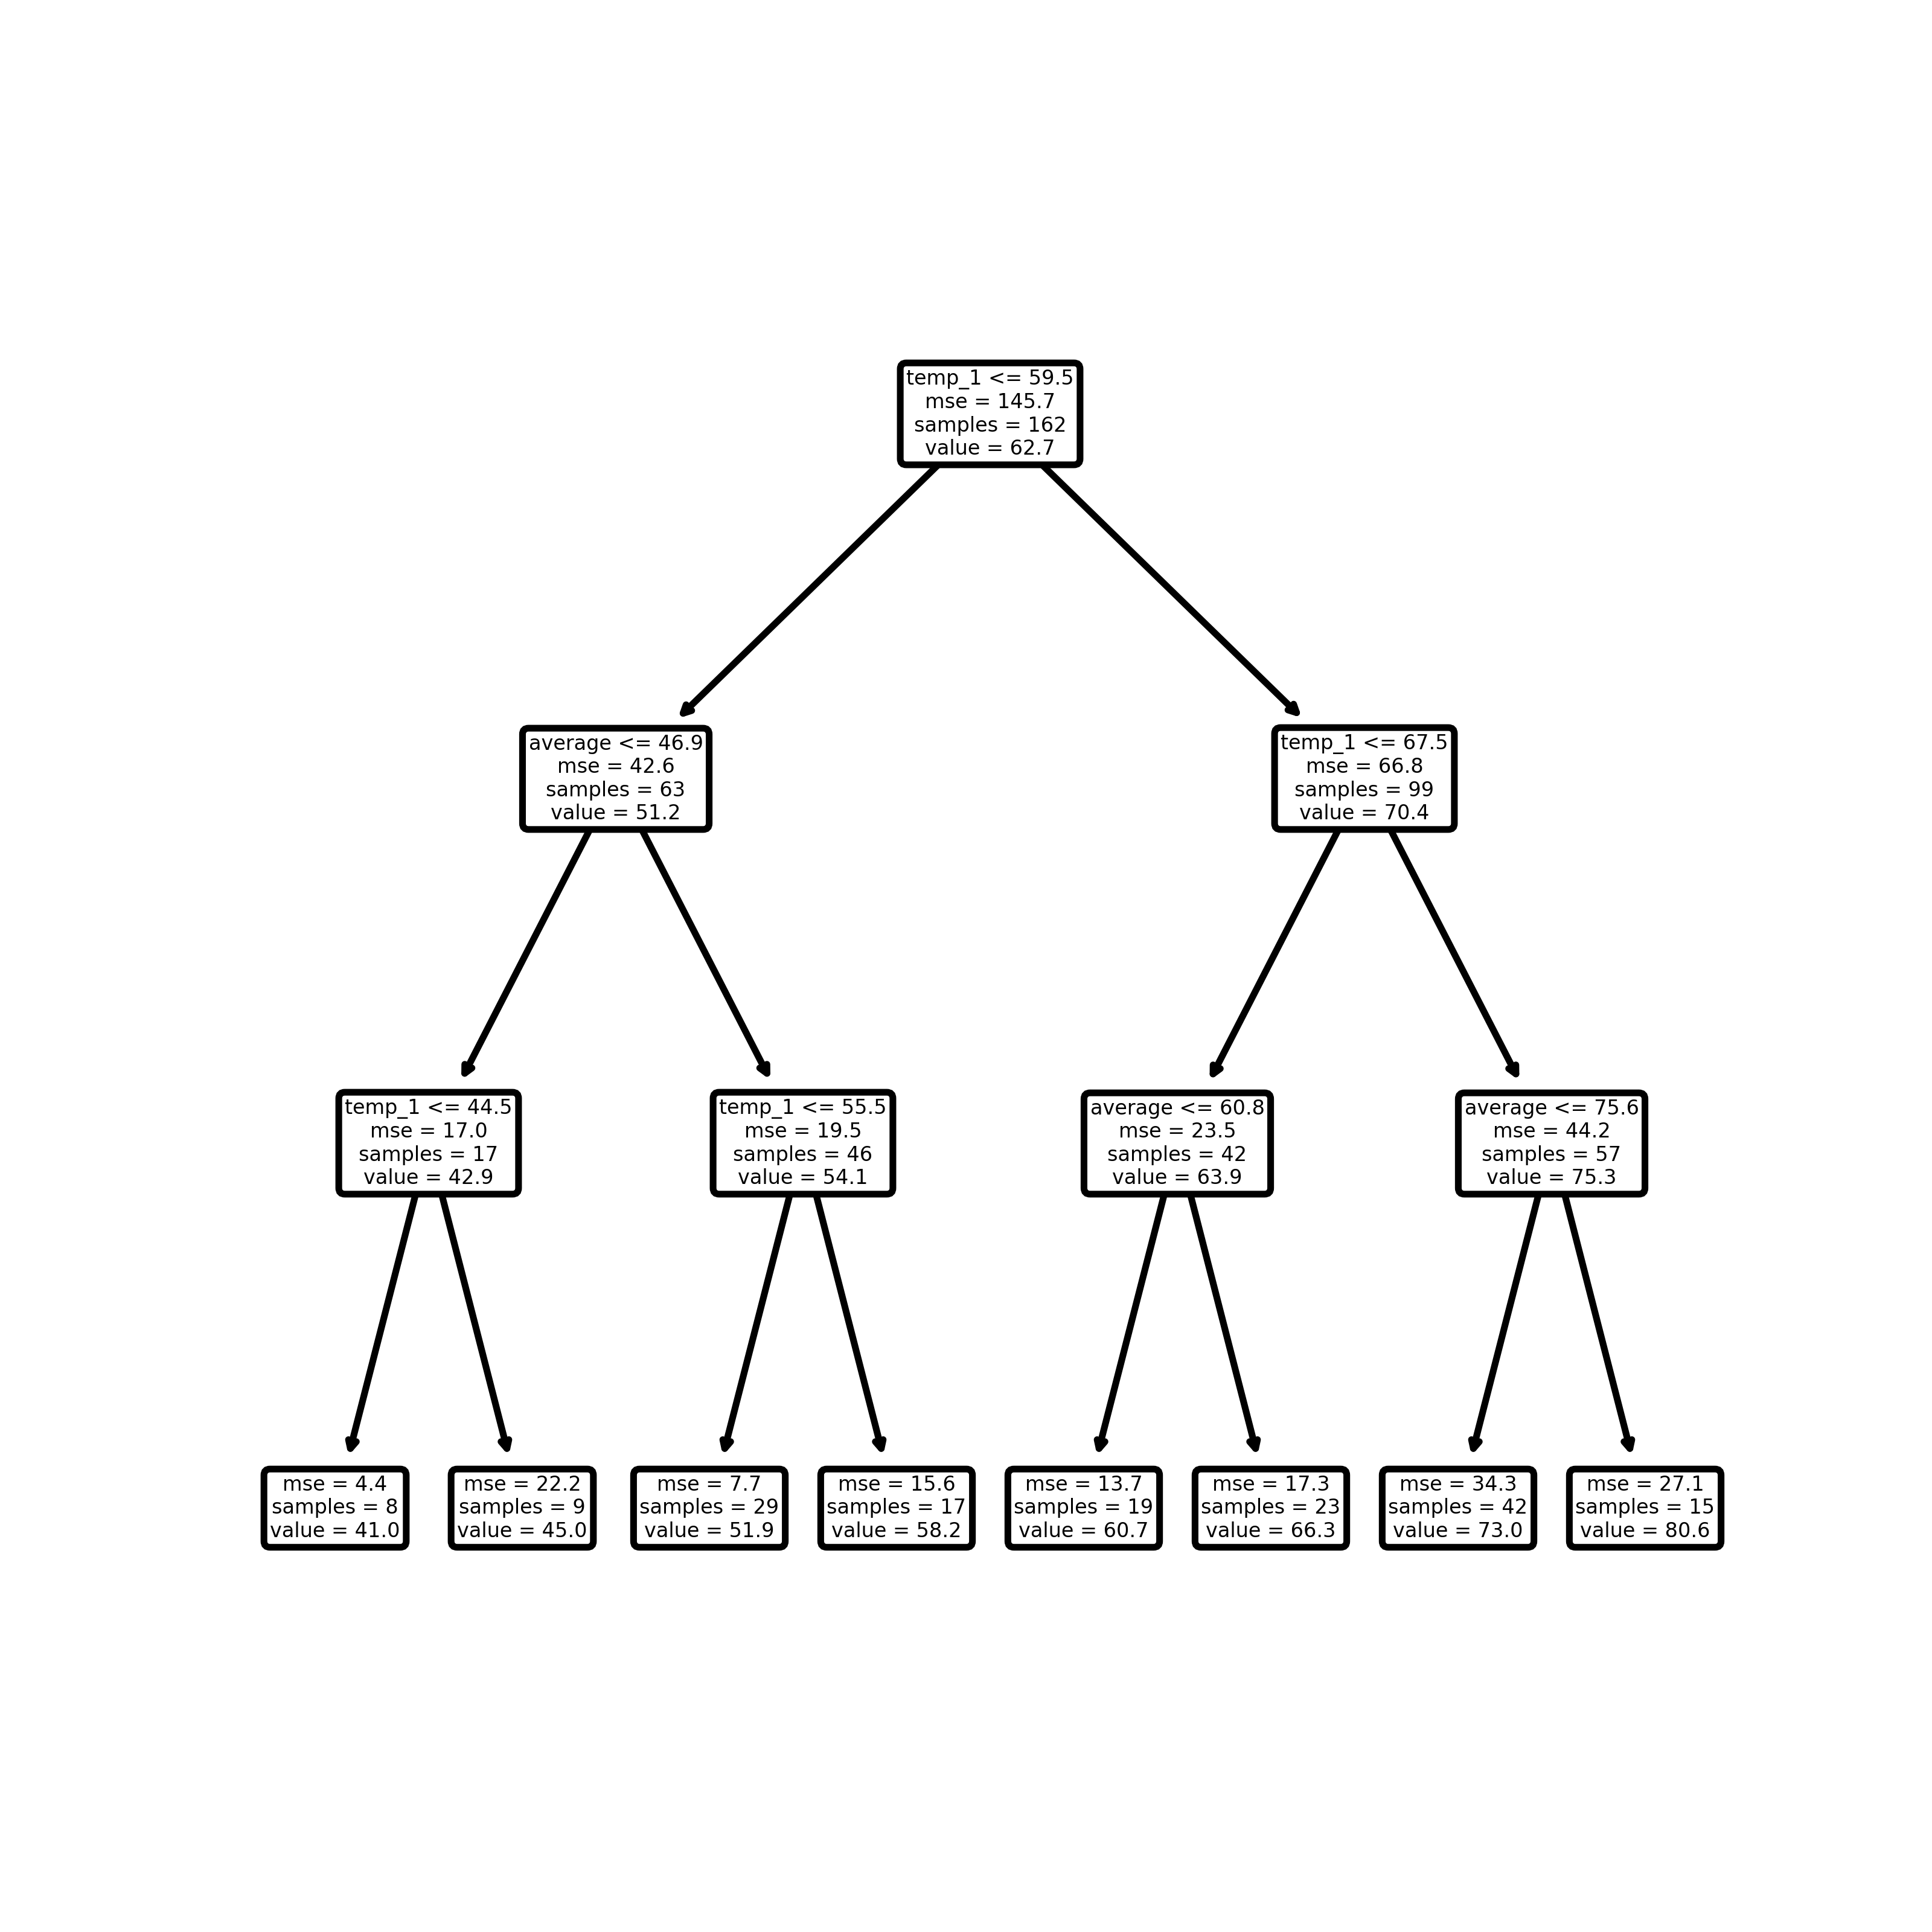 temp_1 <= 59.5
mse = 145.7
samples = 162
value = 62.7
average <= 46.9
mse = 42.6
samples = 63
value = 51.2
temp_1 <= 67.5
mse = 66.8
samples = 99
value = 70.4
temp_1 <= 44.5
mse = 17.0
samples = 17
value = 42.9
temp_1 <= 55.5
mse = 19.5
samples = 46
value = 54.1
average <= 60.8
mse = 23.5
samples = 42
value = 63.9
average <= 75.6
mse = 44.2
samples = 57
value = 75.3
mse = 4.4
samples = 8
value = 41.0
mse = 22.2
samples = 9
value = 45.0
mse = 7.7
samples = 29
value = 51.9
mse = 15.6
samples = 17
value = 58.2
mse = 13.7
samples = 19
value = 60.7
mse = 17.3
samples = 23
value = 66.3
mse = 34.3
samples = 42
value = 73.0
mse = 27.1
samples = 15
value = 80.6